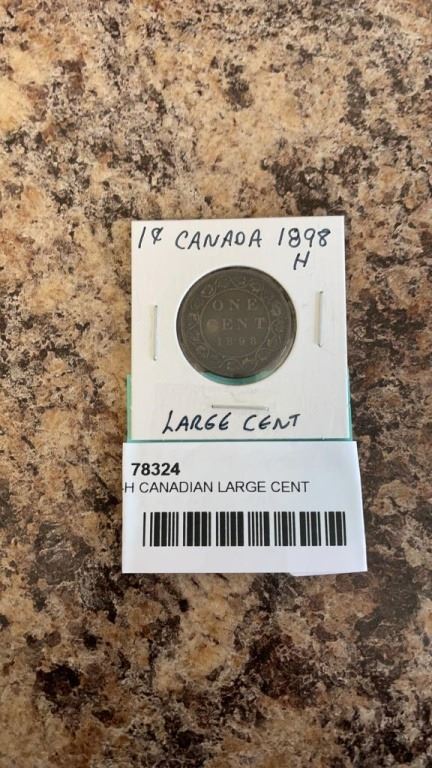 1¢ CANADA 1898
H
ONE
CENT
1898
LARGE CENT
78324
-H CANADIAN LARGE CENT